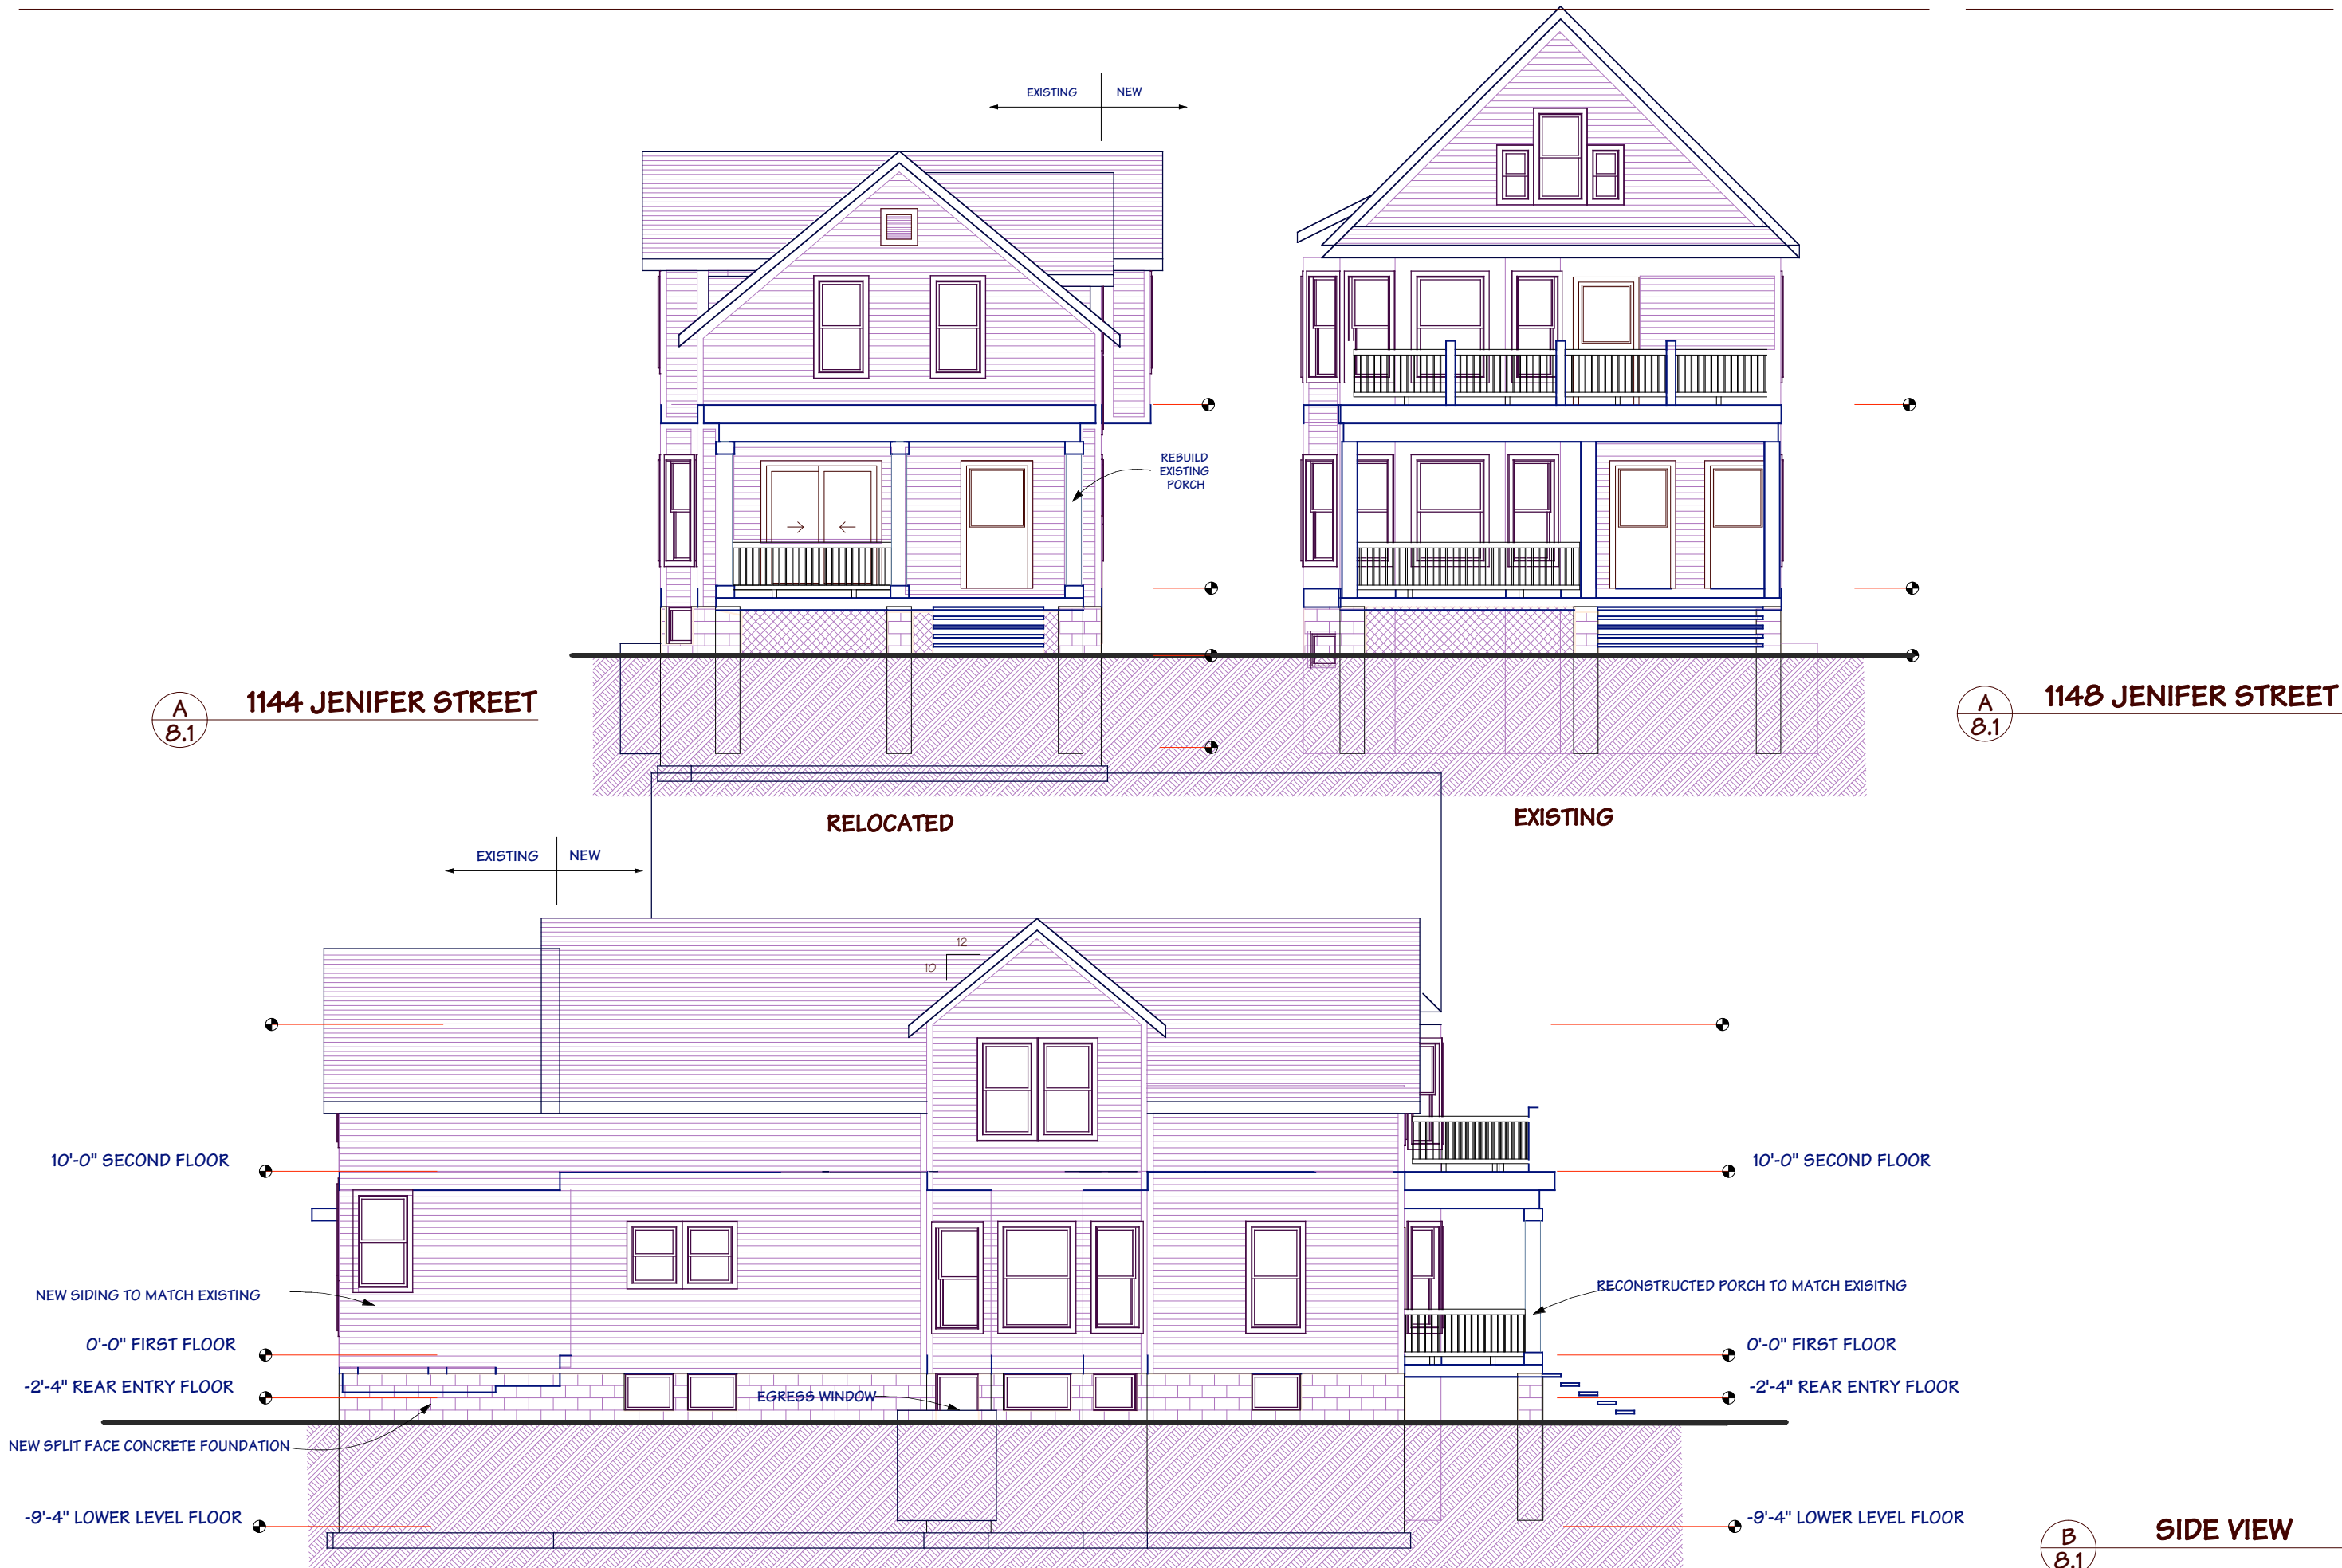 EXISTING NEW
REBUILD
EXISTING
PORCH
A
8.1
1144 JENIFER STREET
A
8.1
1148 JENIFER STREET
RELOCATED
EXISTING
EXISTING NEW
12
10
10'-0" SECOND FLOOR
10'-0" SECOND FLOOR
NEW SIDING TO MATCH EXISTING
RECONSTRUCTED PORCH TO MATCH EXISITNG
0'-0" FIRST FLOOR
0'-0" FIRST FLOOR
-2'-4" REAR ENTRY FLOOR
EGRESS WINDOW
-2'-4" REAR ENTRY FLOOR
NEW SPLIT FACE CONCRETE FOUNDATION
-9'-4" LOWER LEVEL FLOOR
-9'-4" LOWER LEVEL FLOOR
B
8.1
SIDE VIEW